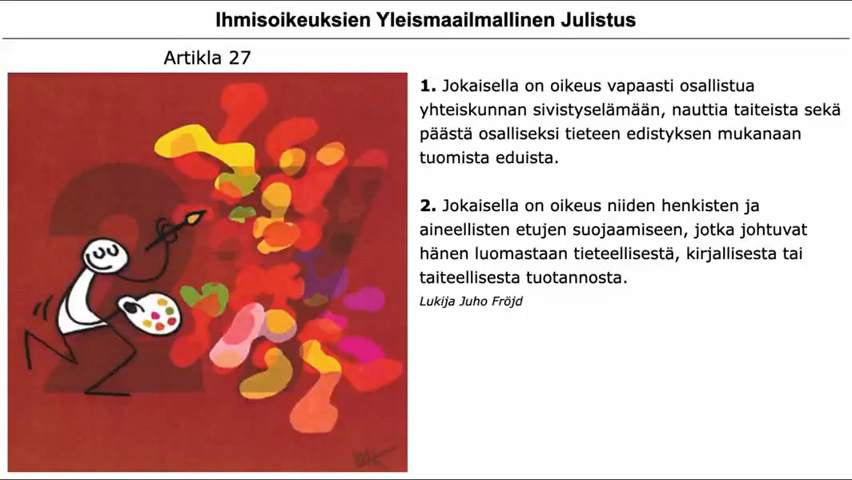 Ihmisoikeuksien Yleismaailmallinen Julistus
Artikla 27
1. Jokaisella on oikeus vapaasti osallistua
yhteiskunnan sivistyselämään, nauttia taiteista sekä
päästä osalliseksi tieteen edistyksen mukanaan
tuomista eduista.
2. Jokaisella on oikeus niiden henkisten ja
aineellisten etujen suojaamiseen, jotka johtuvat
hänen luomastaan tieteellisestä, kirjallisesta tai
taiteellisesta tuotannosta.
Lukija Juho Fröjd
27